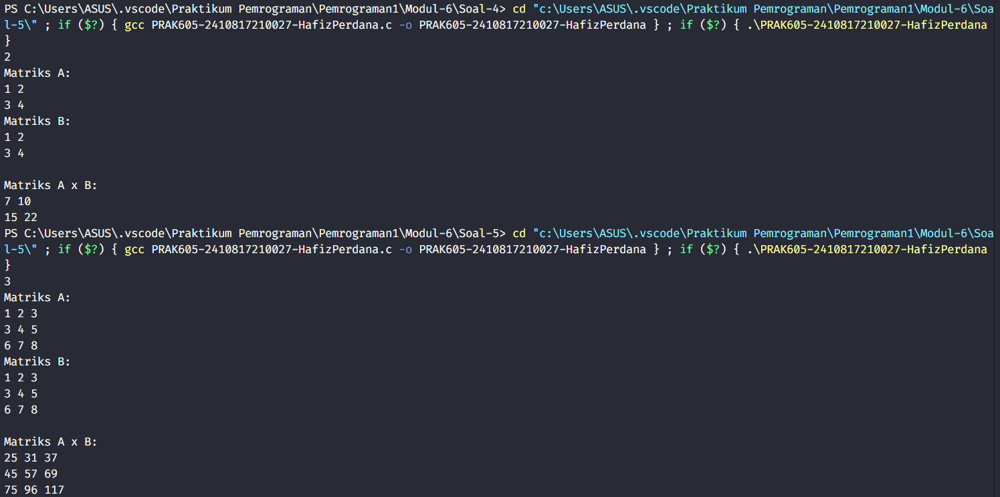 PS C:\Users\ASUS\.vscode\Praktikum Pemrograman\Pemrograman1\Modul-6\Soal-4> cd "c:\Users\ASUS\.vscode\Praktikum Pemrograman\Pemrograman1\Modul-6\Soa
l-5\" ; if ($?) { gcc PRAK605-2410817210027-HafizPerdana.c -o PRAK605-2410817210027-HafizPerdana } ; if ($?) { .\PRAK605-2410817210027-HafizPerdana
}
2
Matriks A:
1 2
3 4
Matriks B:
1 2
3 4
Matriks A x B:
7 10
15 22
PS C:\Users\ASUS\.vscode\Praktikum Pemrograman\Pemrograman1\Modul-6\Soal-5> cd "c:\Users\ASUS\.vscode\Praktikum Pemrograman\Pemrograman1\Modul-6\Soa
l-5\" ; if ($?) { gcc PRAK605-2410817210027-HafizPerdana.c -o PRAK605-2410817210027-HafizPerdana } ; if ($?) { .\PRAK605-2410817210027-HafizPerdana
}
3
Matriks A:
1 2 3
3 4 5
6 7 8
Matriks B:
1 2 3
3 4 5
6 7 8
Matriks A x B:
25 31 37
45 57 69
75 96 117